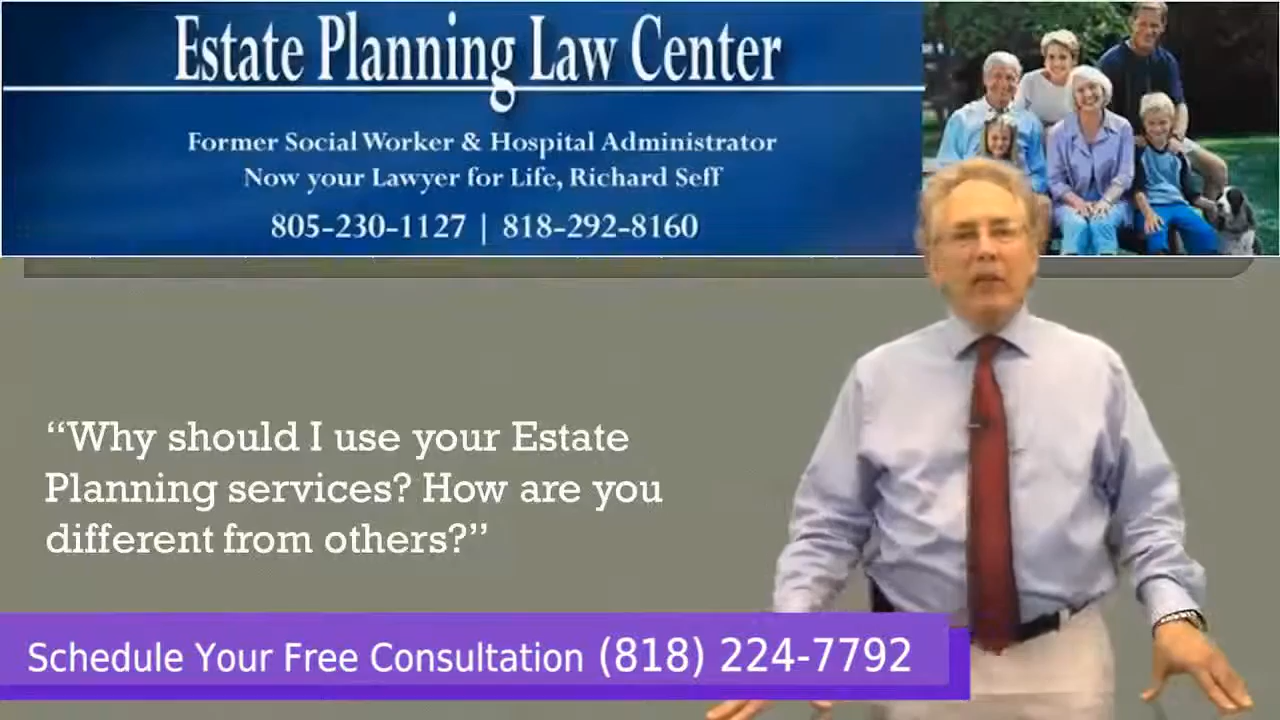 Estate Planning Law Center
Former Social Worker & Hospital Administrator
Now your Lawyer for Life, Richard Seff
805-230-1127 | 818-292-8160
“Why should I use your Estate
Planning services? How are you
different from others?”
Schedule Your Free Consultation (818) 224-7792